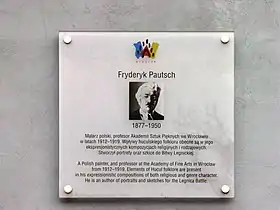 Fryderyk Pautsch
1877-1950
Malarz polski, profesor Akademii Sztuk Pięknych we Wrocławiu
w latach 1912-1919. Wpływy huculskiego folkloru obecne są w jego
ekspresjonistycznych kompozycjach religijnych i rodzajowych.
Stworzył portrety oraz szkice do Bitwy Legnickiej.
A Polish painter, and professor at the Academy of Fine Arts in Wrocław
from 1912-1919. Elements of Hucul folklore are present
in his expressionist compositions of both religious and genre character.
He is an author of portraits and sketches for the Legnica Battle.